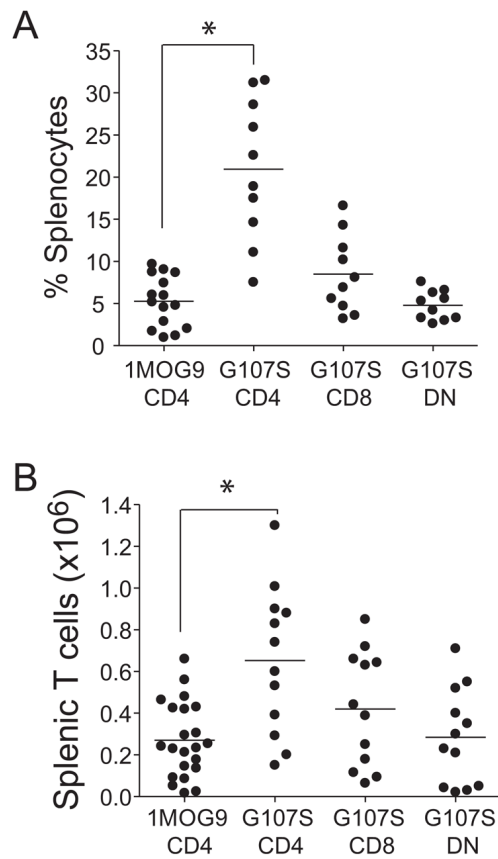 A
*
% Splenocytes
35
30
25
20
15
10
5
0
1MOG9 G107S G107S G107S
CD4 CD4 CD8 DN
B
*
Splenic T cells (x10⁶)
1.4
1.2
1.0
0.8
0.6
0.4
0.2
0.0
1MOG9 G107S G107S G107S
CD4 CD4 CD8 DN